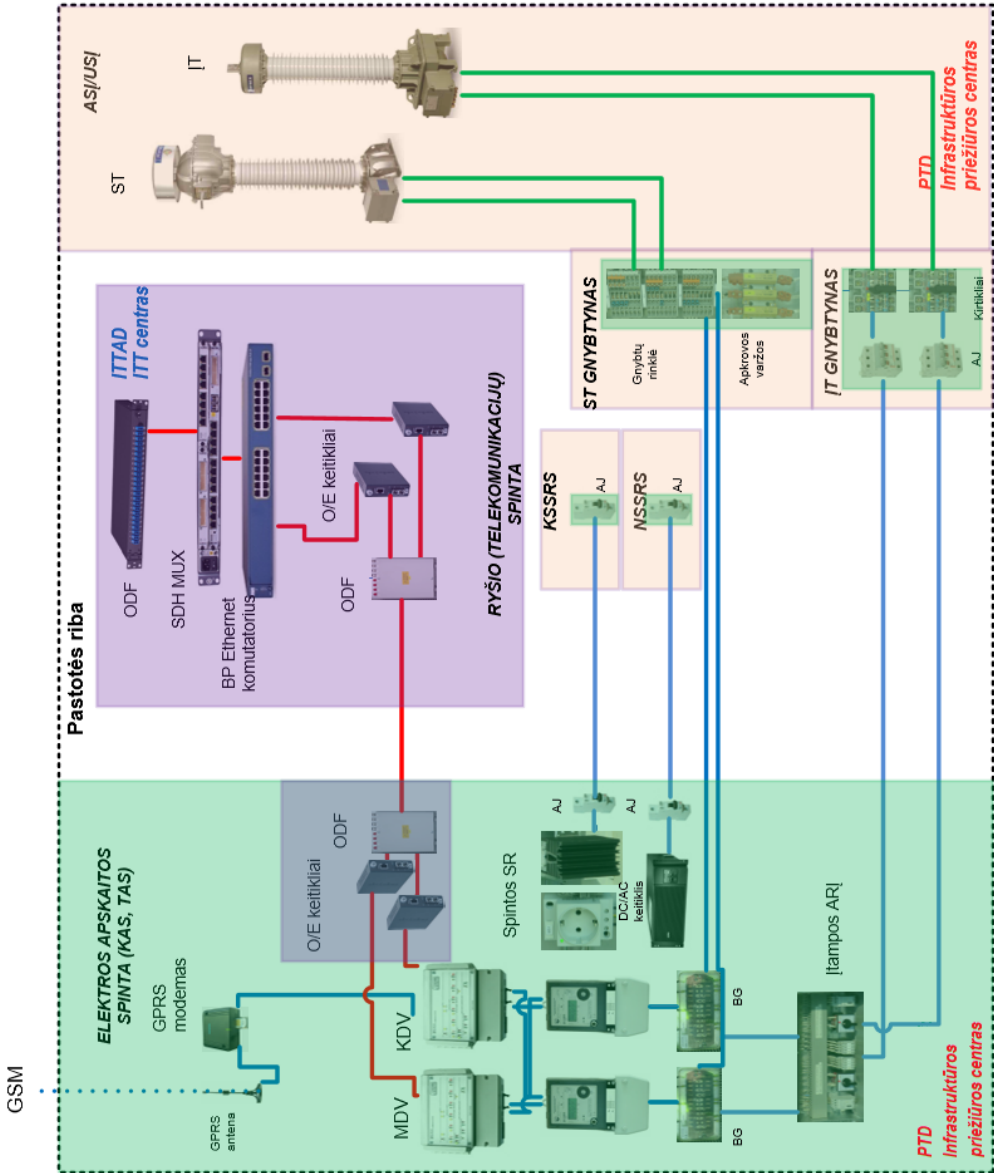 GSM
Pastotės riba
ELEKTROS APSKAITOS
SPINTA (KAS, TAS)
GPRS
modemas
GPRS
antena
O/E keitikliai
ODF
MDV
KDV
Spintos SR
AJ
DC/AC
keitiklis
AJ
BG
BG
Įtampos ARĮ
PTD
Infrastruktūros
priežiūros centras
ITTAD
ITT centras
ODF
SDH MUX
BP Ethernet
komutatorius
O/E keitikliai
ODF
RYŠIO (TELEKOMUNIKACIJŲ)
SPINTA
KSSRS
AJ
NSSRS
AJ
ASĮ/USĮ
ST
ĮT
PTD
Infrastruktūros
priežiūros centras
ST GNYBTYNAS
Gnybtų
rinklė
Apkrovos
varžos
ĮT GNYBTYNAS
AJ
Kirtikliai